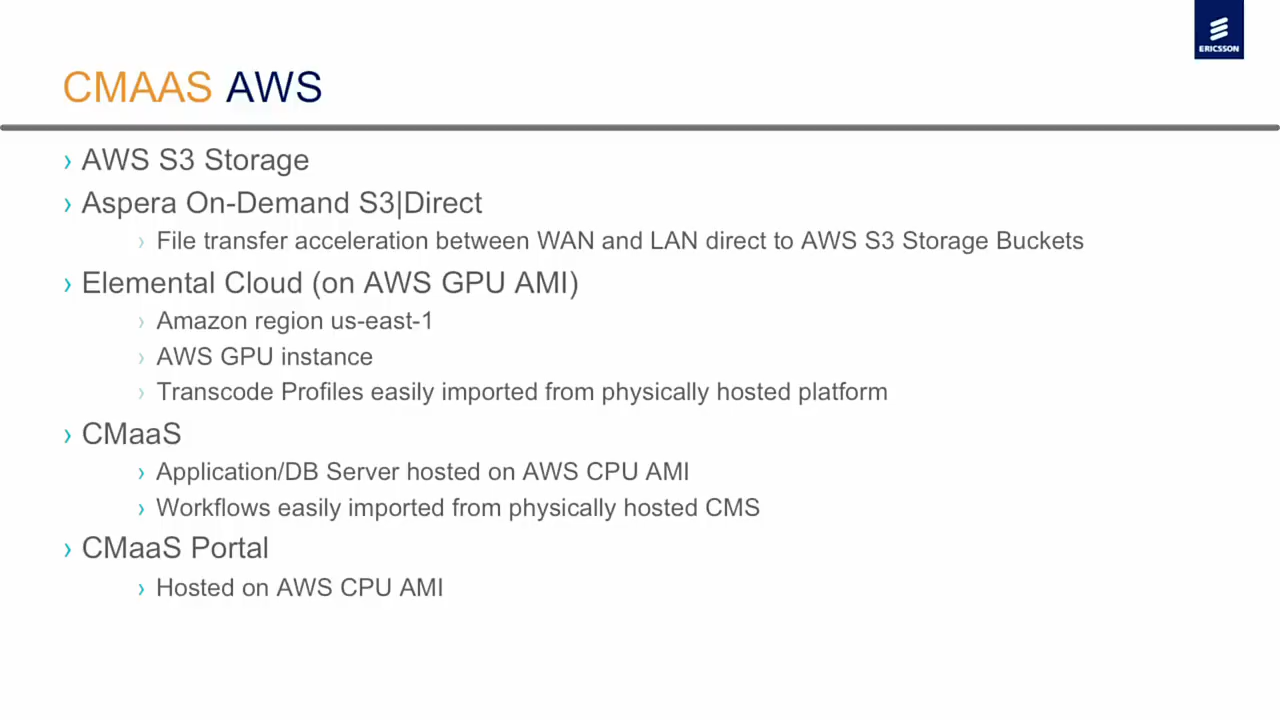 ERICSSON
CMAAS AWS
› AWS S3 Storage
› Aspera On-Demand S3|Direct
› File transfer acceleration between WAN and LAN direct to AWS S3 Storage Buckets
› Elemental Cloud (on AWS GPU AMI)
› Amazon region us-east-1
› AWS GPU instance
› Transcode Profiles easily imported from physically hosted platform
› CMaaS
› Application/DB Server hosted on AWS CPU AMI
› Workflows easily imported from physically hosted CMS
› CMaaS Portal
› Hosted on AWS CPU AMI